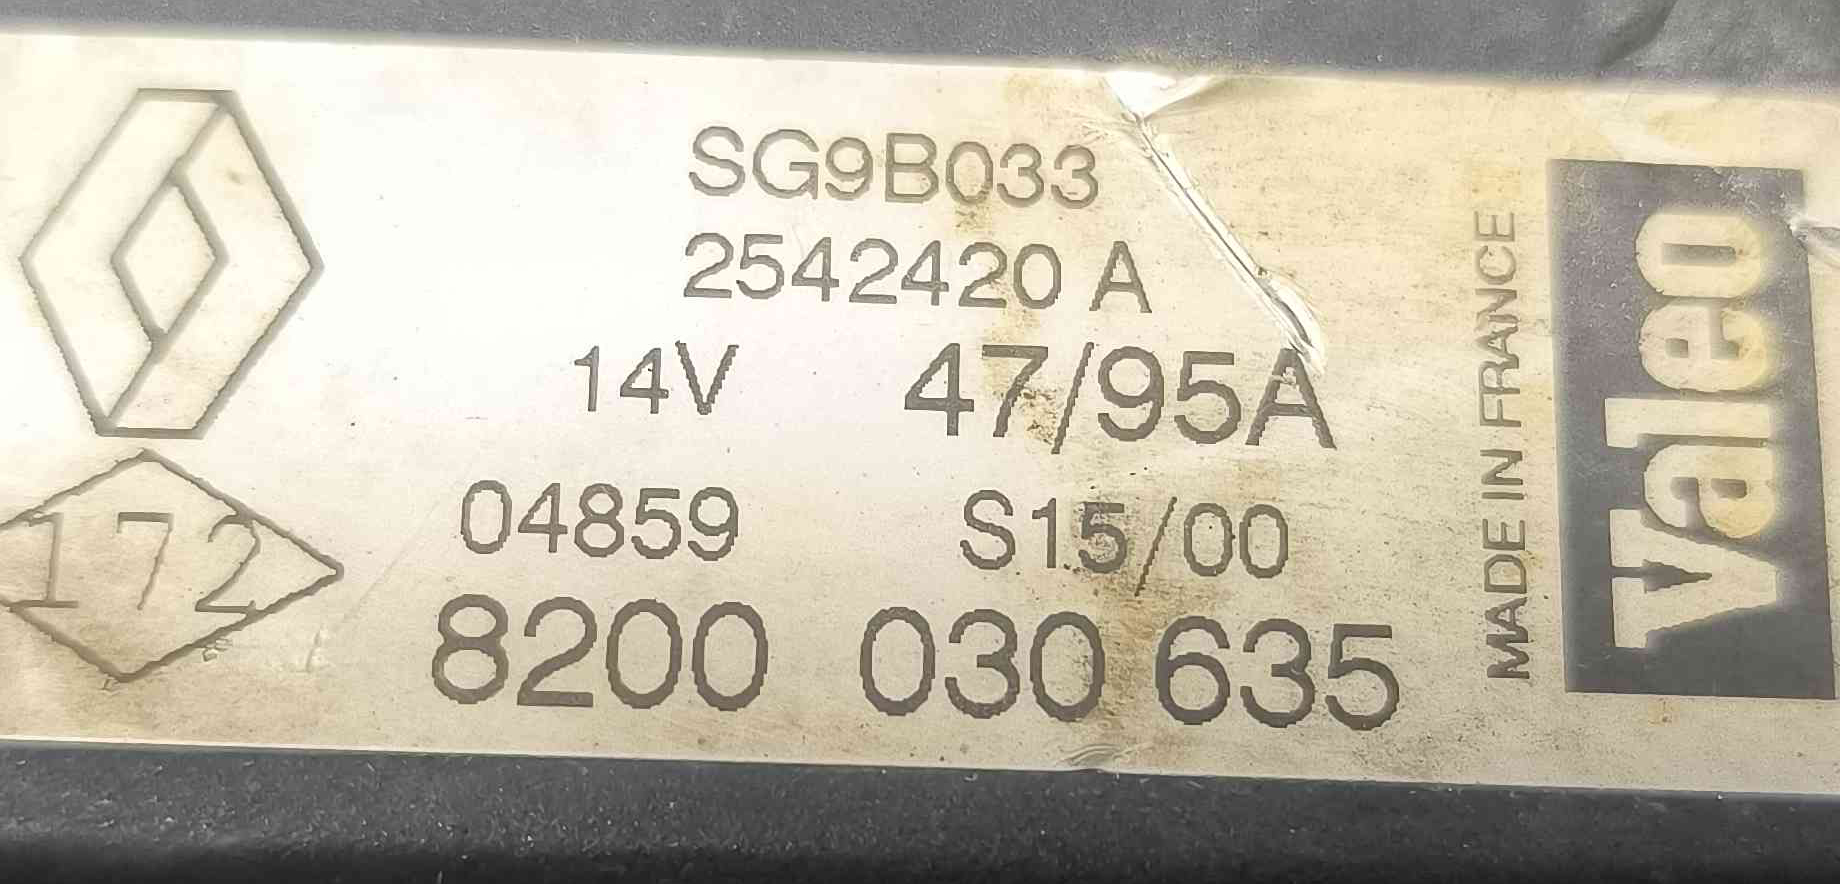 SG9B033
2542420 A
14V 47/95A
04859 S15/00
8200 030 635
172
MADE IN FRANCE
Valeo